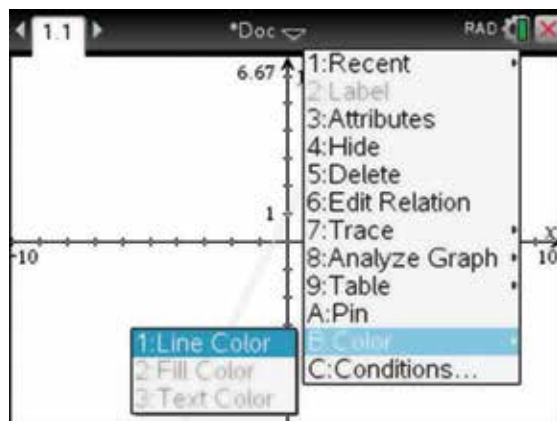 1.1 *Doc RAD
6.67
1:Recent
2:Label
3:Attributes
4:Hide
5:Delete
6:Edit Relation
1
7:Trace
x
-10
8:Analyze Graph
10
9:Table
A:Pin
B:Color
1:Line Color
2:Fill Color
C:Conditions...
3:Text Color